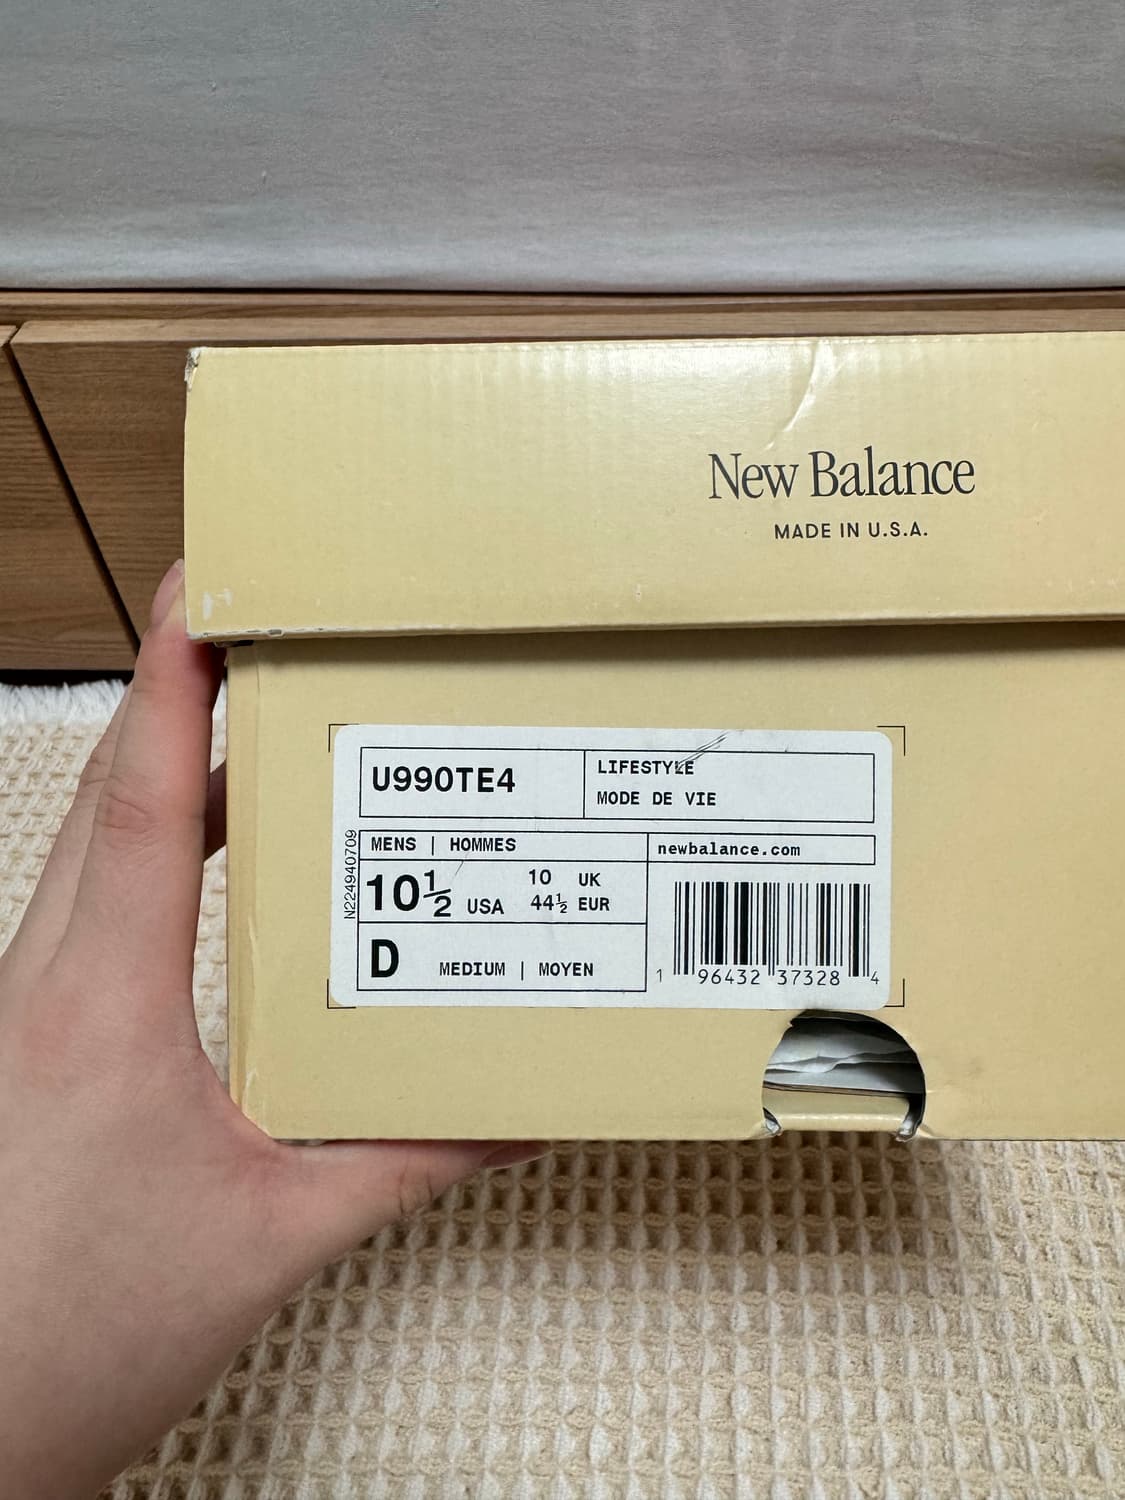 New Balance
MADE IN U.S.A.
U990TE4
LIFESTYLE
MODE DE VIE
MENS | HOMMES
newbalance.com
N224940709
10½ USA
10 UK
44½ EUR
D MEDIUM | MOYEN
1 96432 37328 4